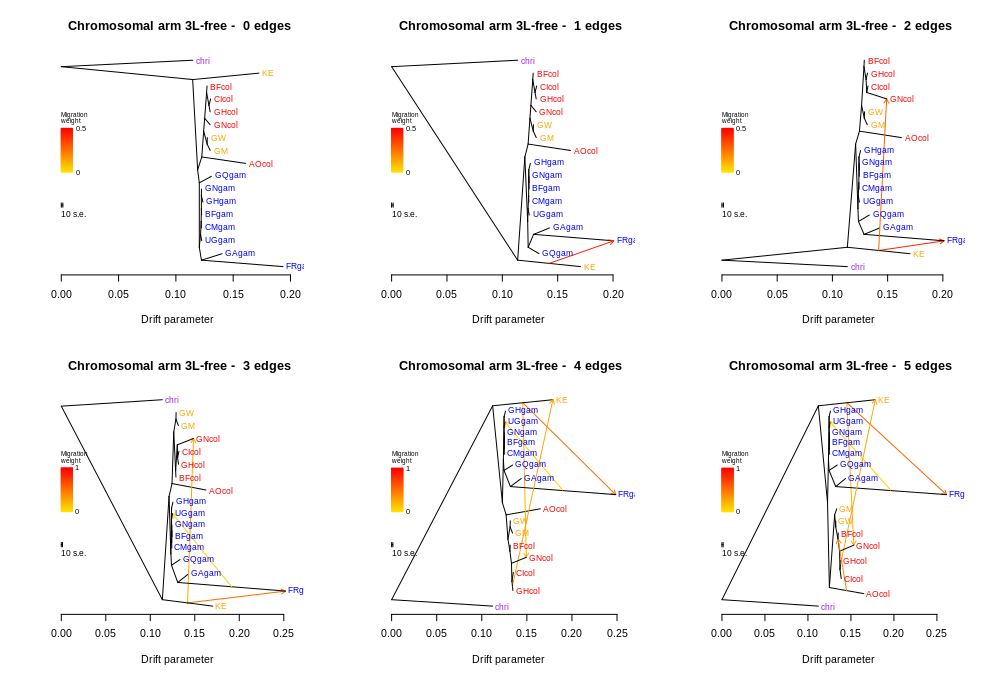 Chromosomal arm 3L-free - 0 edges
chri
KE
BFcol
CIcol
GHcol
GNcol
GW
GM
AOcol
GQgam
GNgam
GHgam
BFgam
CMgam
UGgam
GAgam
FRga
Migration
weight
0.5
0
10 s.e.
0.00 0.05 0.10 0.15 0.20
Drift parameter
Chromosomal arm 3L-free - 1 edges
chri
BFcol
CIcol
GHcol
GNcol
GW
GM
AOcol
GHgam
GNgam
BFgam
CMgam
UGgam
FRga
GAgam
GQgam
KE
Migration
weight
0.5
0
10 s.e.
0.00 0.05 0.10 0.15 0.20
Drift parameter
Chromosomal arm 3L-free - 2 edges
BFcol
GHcol
CIcol
GNcol
GW
GM
AOcol
GHgam
GNgam
BFgam
CMgam
UGgam
GQgam
GAgam
FRga
KE
chri
Migration
weight
0.5
0
10 s.e.
0.00 0.05 0.10 0.15 0.20
Drift parameter
Chromosomal arm 3L-free - 3 edges
chri
GW
GM
GNcol
CIcol
GHcol
BFcol
AOcol
GHgam
UGgam
GNgam
BFgam
CMgam
GQgam
GAgam
FRg
KE
Migration
weight
1
0
10 s.e.
0.00 0.05 0.10 0.15 0.20 0.25
Drift parameter
Chromosomal arm 3L-free - 4 edges
KE
GHgam
UGgam
GNgam
BFgam
CMgam
GQgam
GAgam
FRga
AOcol
GW
GM
BFcol
GNcol
CIcol
GHcol
chri
Migration
weight
1
0
10 s.e.
0.00 0.05 0.10 0.15 0.20 0.25
Drift parameter
Chromosomal arm 3L-free - 5 edges
KE
GHgam
UGgam
GNgam
BFgam
CMgam
GQgam
GAgam
FRg
GM
GW
BFcol
GNcol
GHcol
CIcol
AOcol
chri
Migration
weight
1
0
10 s.e.
0.00 0.05 0.10 0.15 0.20 0.25
Drift parameter